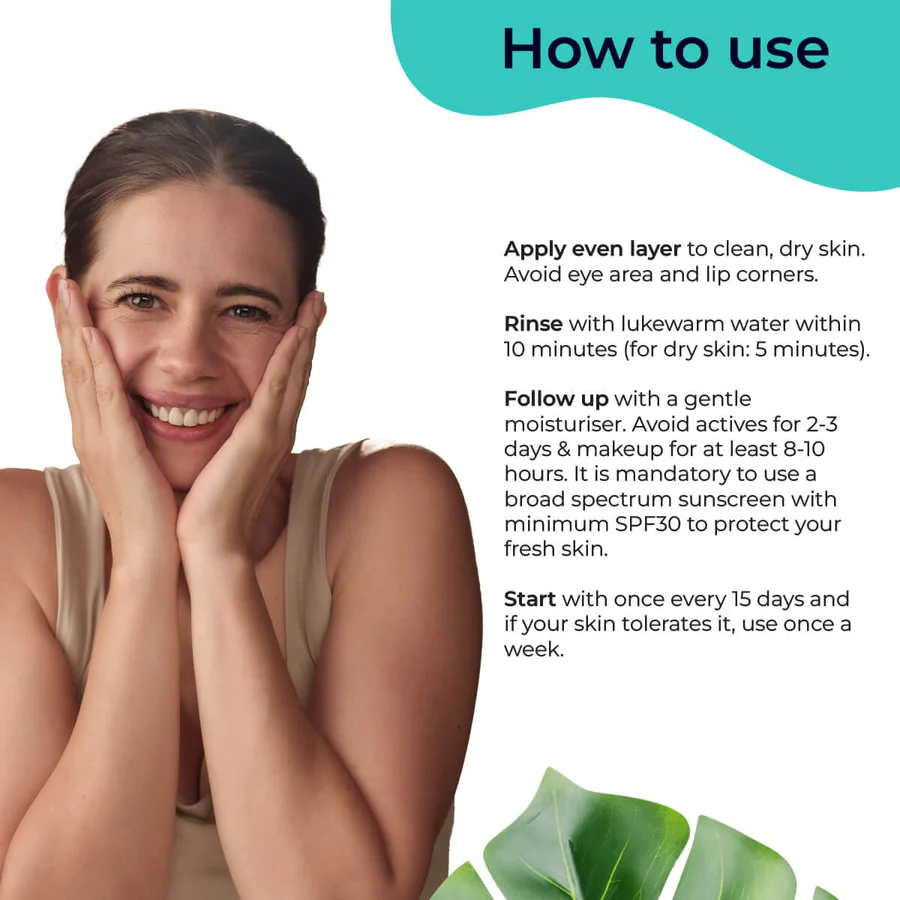 How to use
Apply even layer to clean, dry skin.
Avoid eye area and lip corners.
Rinse with lukewarm water within
10 minutes (for dry skin: 5 minutes).
Follow up with a gentle
moisturiser. Avoid actives for 2-3
days & makeup for at least 8-10
hours. It is mandatory to use a
broad spectrum sunscreen with
minimum SPF30 to protect your
fresh skin.
Start with once every 15 days and
if your skin tolerates it, use once a
week.